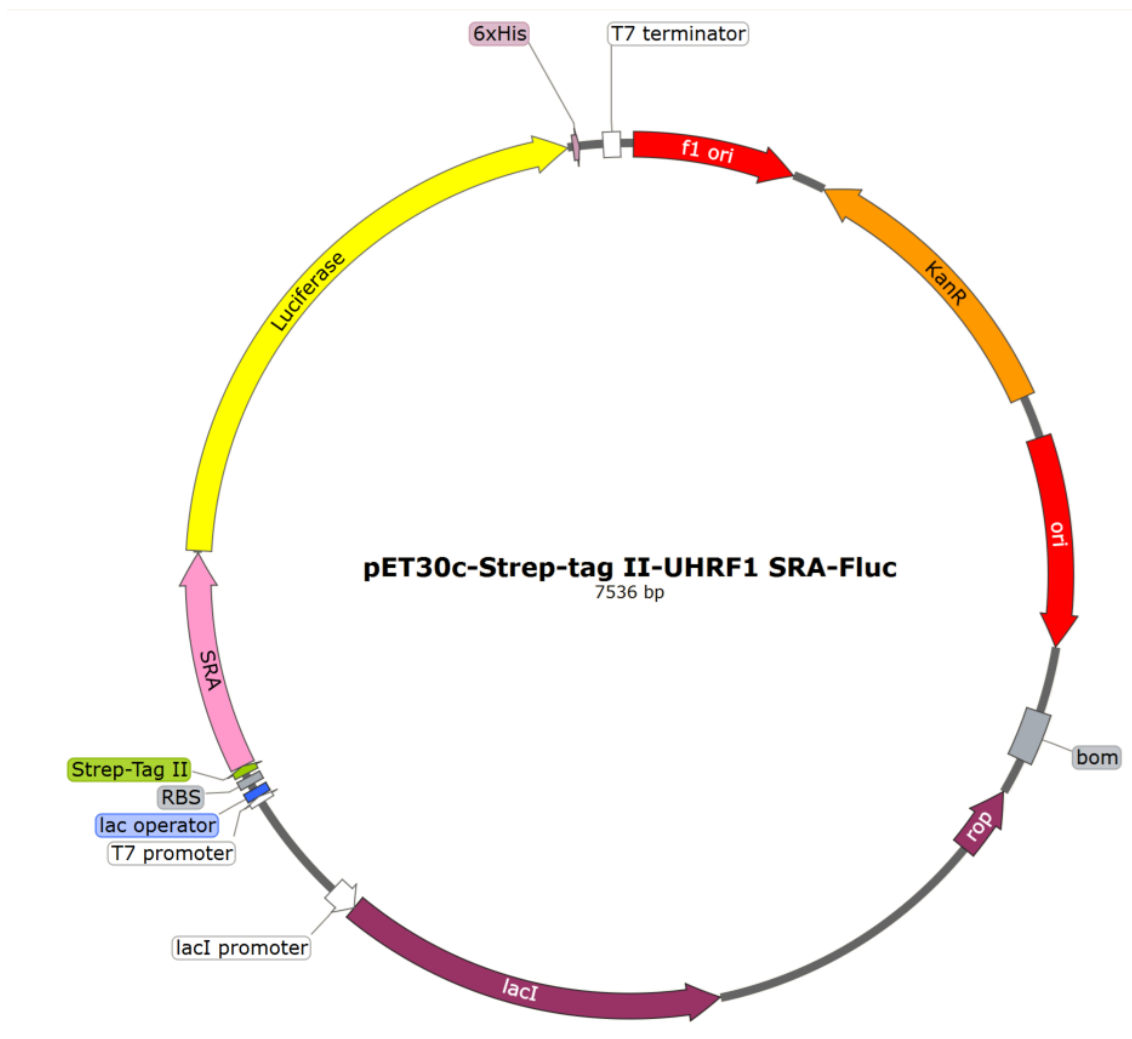 6xHis
T7 terminator
f1 ori
KanR
Luciferase
ori
pET30c-Strep-tag II-UHRF1 SRA-Fluc
7536 bp
SRA
Strep-Tag II
RBS
lac operator
T7 promoter
bom
rop
lacI promoter
lacI